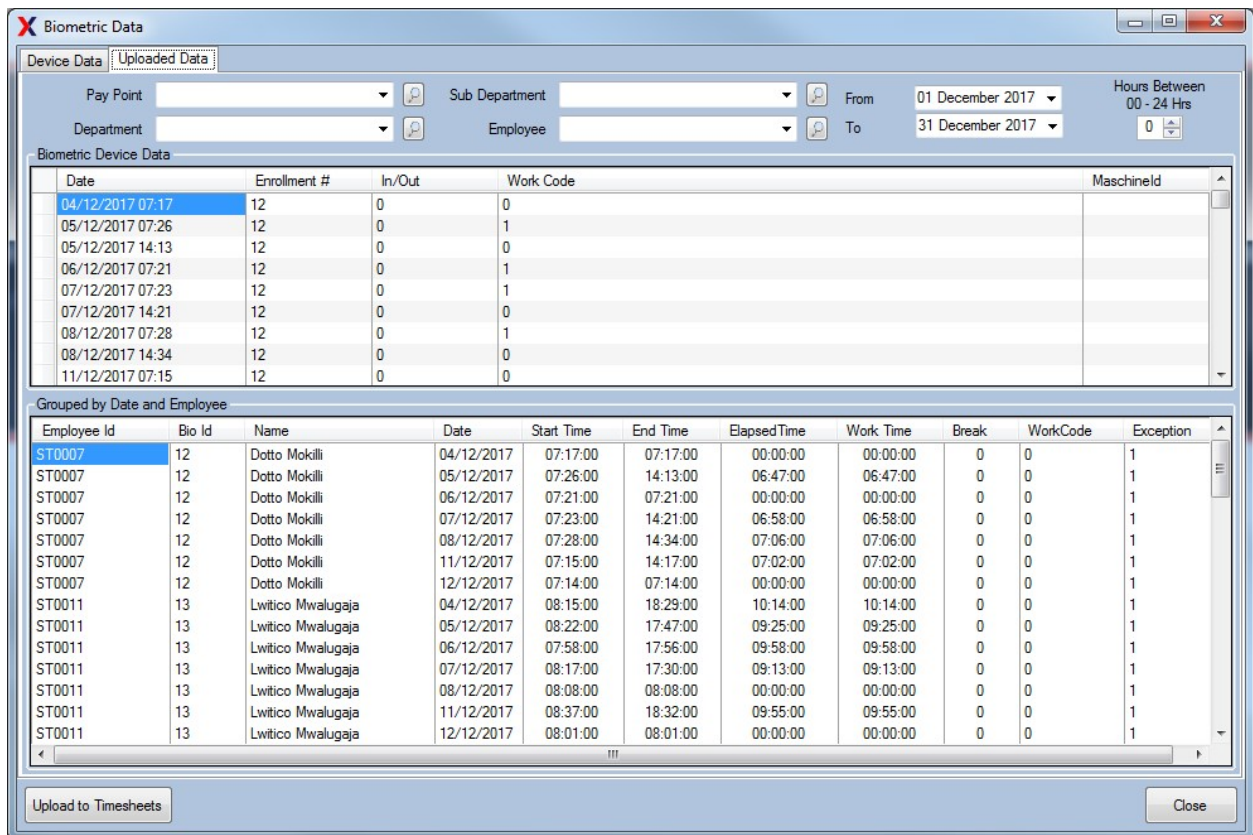 Biometric Data
Device Data Uploaded Data
Pay Point Sub Department From 01 December 2017 Hours Between
00 - 24 Hrs
Department Employee To 31 December 2017 0
Biometric Device Data
Date Enrollment # In/Out Work Code MaschineId
04/12/2017 07:17 12 0 0
05/12/2017 07:26 12 0 1
05/12/2017 14:13 12 0 0
06/12/2017 07:21 12 0 1
07/12/2017 07:23 12 0 1
07/12/2017 14:21 12 0 0
08/12/2017 07:28 12 0 1
08/12/2017 14:34 12 0 0
11/12/2017 07:15 12 0 0
Grouped by Date and Employee
Employee Id Bio Id Name Date Start Time End Time ElapsedTime Work Time Break WorkCode Exception
ST0007 12 Dotto Mokilli 04/12/2017 07:17:00 07:17:00 00:00:00 00:00:00 0 0 1
ST0007 12 Dotto Mokilli 05/12/2017 07:26:00 14:13:00 06:47:00 06:47:00 0 0 1
ST0007 12 Dotto Mokilli 06/12/2017 07:21:00 07:21:00 00:00:00 00:00:00 0 0 1
ST0007 12 Dotto Mokilli 07/12/2017 07:23:00 14:21:00 06:58:00 06:58:00 0 0 1
ST0007 12 Dotto Mokilli 08/12/2017 07:28:00 14:34:00 07:06:00 07:06:00 0 0 1
ST0007 12 Dotto Mokilli 11/12/2017 07:15:00 14:17:00 07:02:00 07:02:00 0 0 1
ST0007 12 Dotto Mokilli 12/12/2017 07:14:00 07:14:00 00:00:00 00:00:00 0 0 1
ST0011 13 Lwitico Mwalugaja 04/12/2017 08:15:00 18:29:00 10:14:00 10:14:00 0 0 1
ST0011 13 Lwitico Mwalugaja 05/12/2017 08:22:00 17:47:00 09:25:00 09:25:00 0 0 1
ST0011 13 Lwitico Mwalugaja 06/12/2017 07:58:00 17:56:00 09:58:00 09:58:00 0 0 1
ST0011 13 Lwitico Mwalugaja 07/12/2017 08:17:00 17:30:00 09:13:00 09:13:00 0 0 1
ST0011 13 Lwitico Mwalugaja 08/12/2017 08:08:00 08:08:00 00:00:00 00:00:00 0 0 1
ST0011 13 Lwitico Mwalugaja 11/12/2017 08:37:00 18:32:00 09:55:00 09:55:00 0 0 1
ST0011 13 Lwitico Mwalugaja 12/12/2017 08:01:00 08:01:00 00:00:00 00:00:00 0 0 1
Upload to Timesheets Close